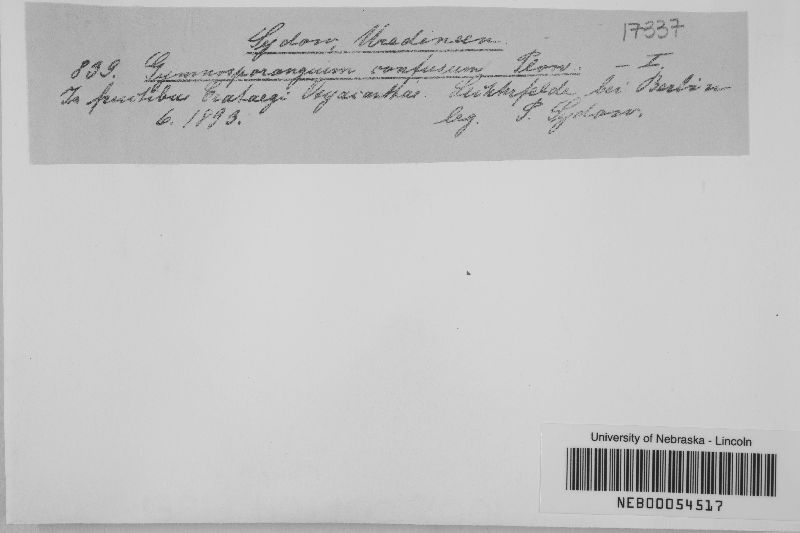 Sydow, Uredineen.
17337
839. Gymnosporangium confusum Plow. – I.
In fructibus Crataegi Oxyacanthae. Lichterfelde bei Berlin
6. 1893. leg. P. Sydow.
University of Nebraska - Lincoln
NEB00054517